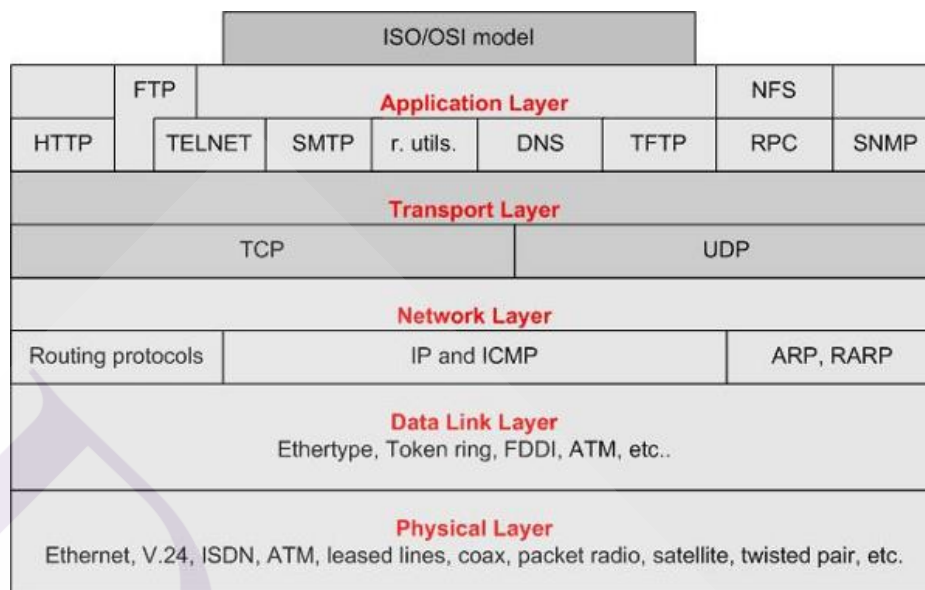 ISO/OSI model
FTP
NFS
Application Layer
HTTP
TELNET
SMTP
r. utils.
DNS
TFTP
RPC
SNMP
Transport Layer
TCP
UDP
Network Layer
Routing protocols
IP and ICMP
ARP, RARP
Data Link Layer
Ethertype, Token ring, FDDI, ATM, etc..
Physical Layer
Ethernet, V.24, ISDN, ATM, leased lines, coax, packet radio, satellite, twisted pair, etc.